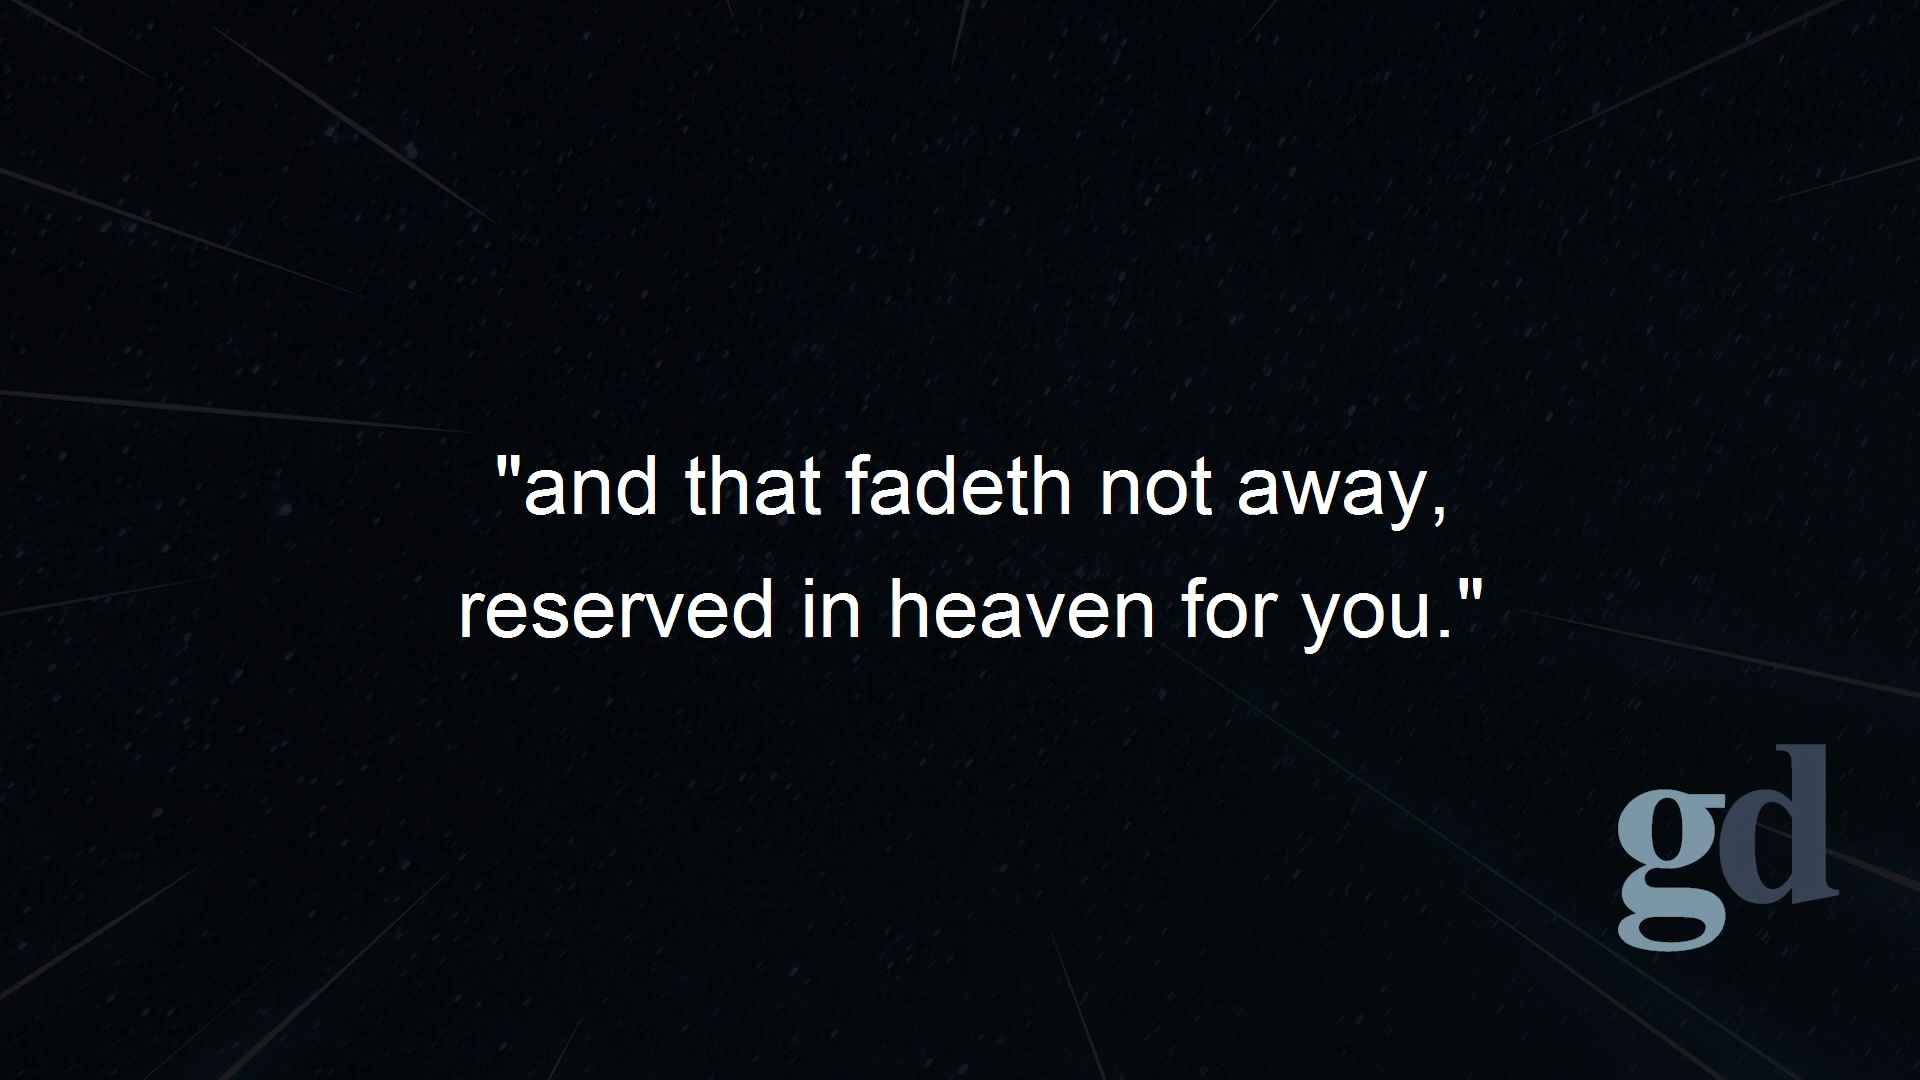 "and that fadeth not away,
reserved in heaven for you."
gd